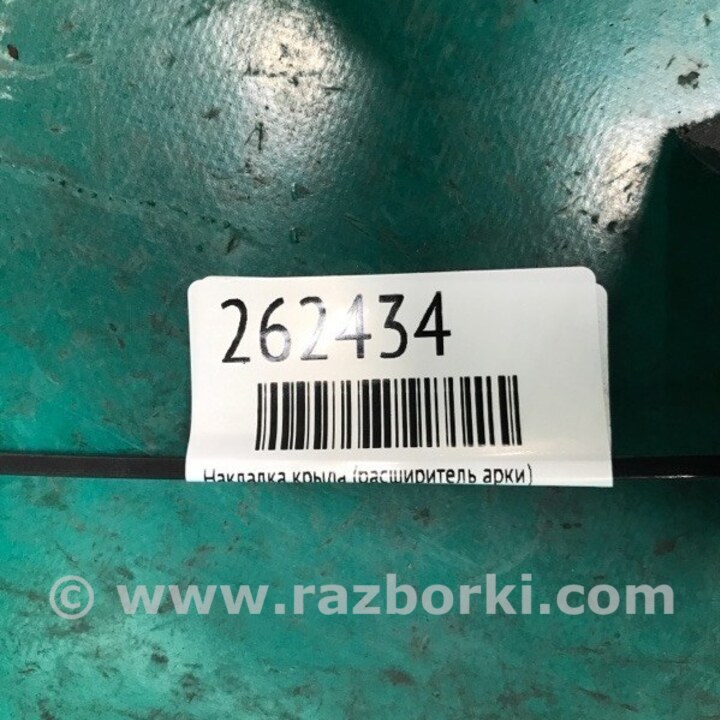 262434
Накладка крыла (расширитель арки)
© www.razborki.com